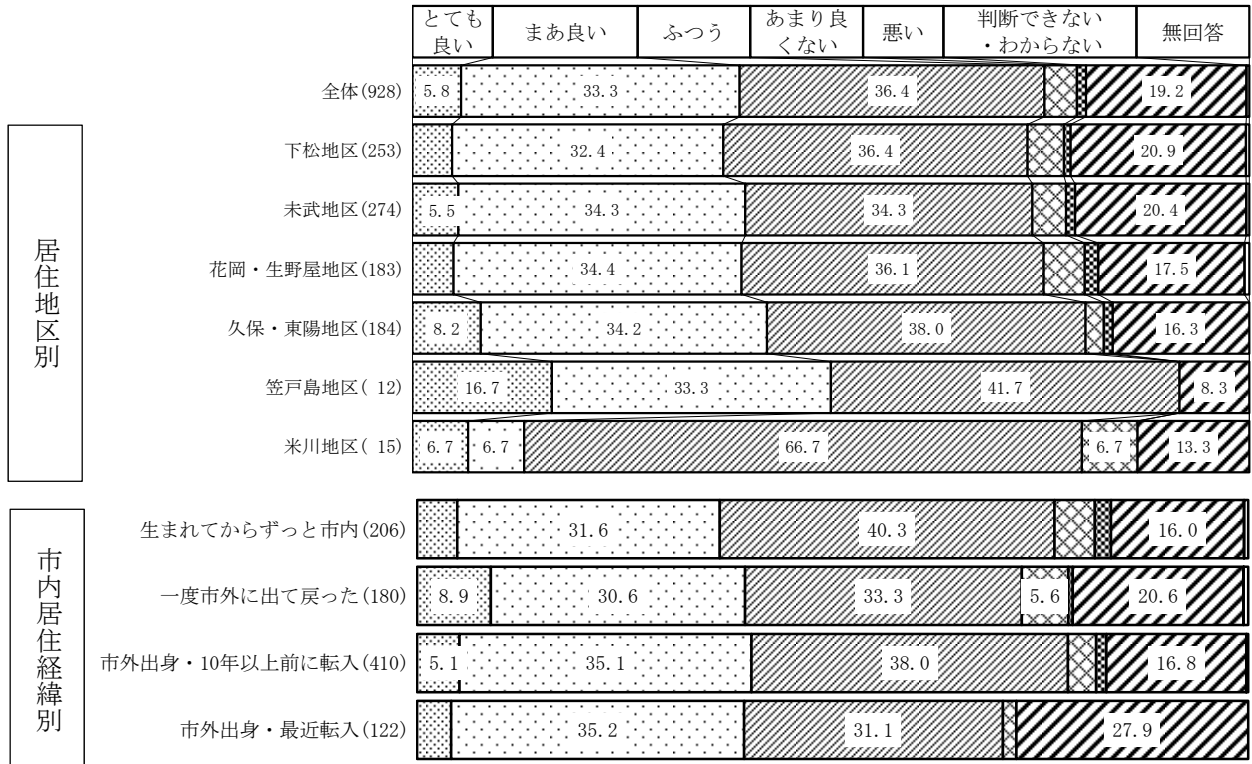 とても
良い
まあ良い
ふつう
あまり良
くない
悪い
判断できない
・わからない
無回答
全体(928)
5.8
33.3
36.4
19.2
居住地区別
下松地区(253)
32.4
36.4
20.9
末武地区(274)
5.5
34.3
34.3
20.4
花岡・生野屋地区(183)
34.4
36.1
17.5
久保・東陽地区(184)
8.2
34.2
38.0
16.3
笠戸島地区( 12)
16.7
33.3
41.7
8.3
米川地区( 15)
6.7
6.7
66.7
6.7
13.3
市内居住経緯別
生まれてからずっと市内(206)
31.6
40.3
16.0
一度市外に出て戻った(180)
8.9
30.6
33.3
5.6
20.6
市外出身・10年以上前に転入(410)
5.1
35.1
38.0
16.8
市外出身・最近転入(122)
35.2
31.1
27.9